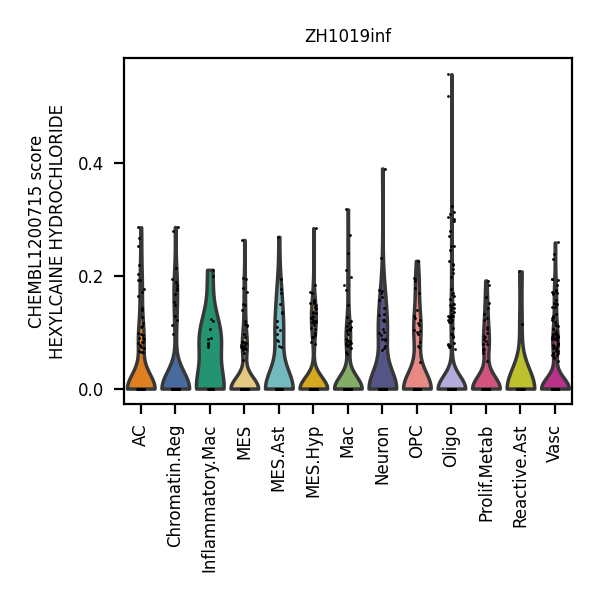 ZH1019inf
CHEMBL1200715 score
HEXYLCAINE HYDROCHLORIDE
0.4
0.2
0.0
AC
Chromatin.Reg
Inflammatory.Mac
MES
MES.Ast
MES.Hyp
Mac
Neuron
OPC
Oligo
Prolif.Metab
Reactive.Ast
Vasc